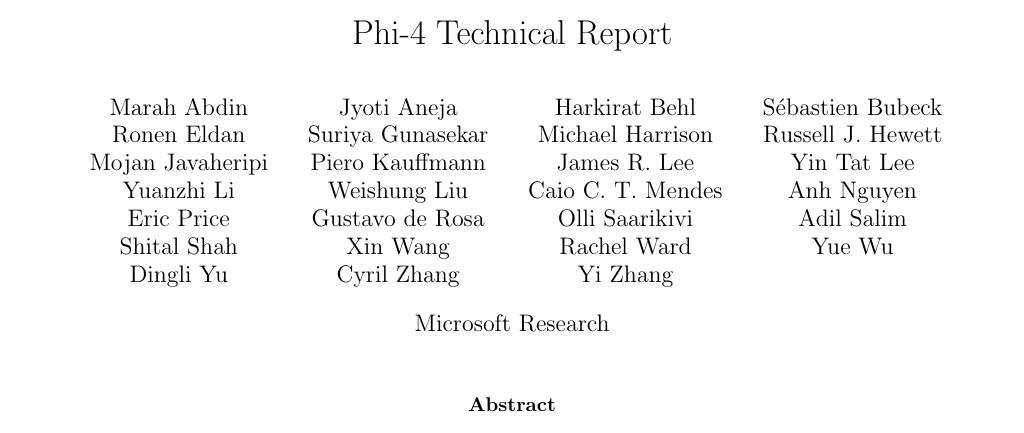 Phi-4 Technical Report
Marah Abdin Jyoti Aneja Harkirat Behl Sébastien Bubeck
Ronen Eldan Suriya Gunasekar Michael Harrison Russell J. Hewett
Mojan Javaheripi Piero Kauffmann James R. Lee Yin Tat Lee
Yuanzhi Li Weishung Liu Caio C. T. Mendes Anh Nguyen
Eric Price Gustavo de Rosa Olli Saarikivi Adil Salim
Shital Shah Xin Wang Rachel Ward Yue Wu
Dingli Yu Cyril Zhang Yi Zhang
Microsoft Research
Abstract